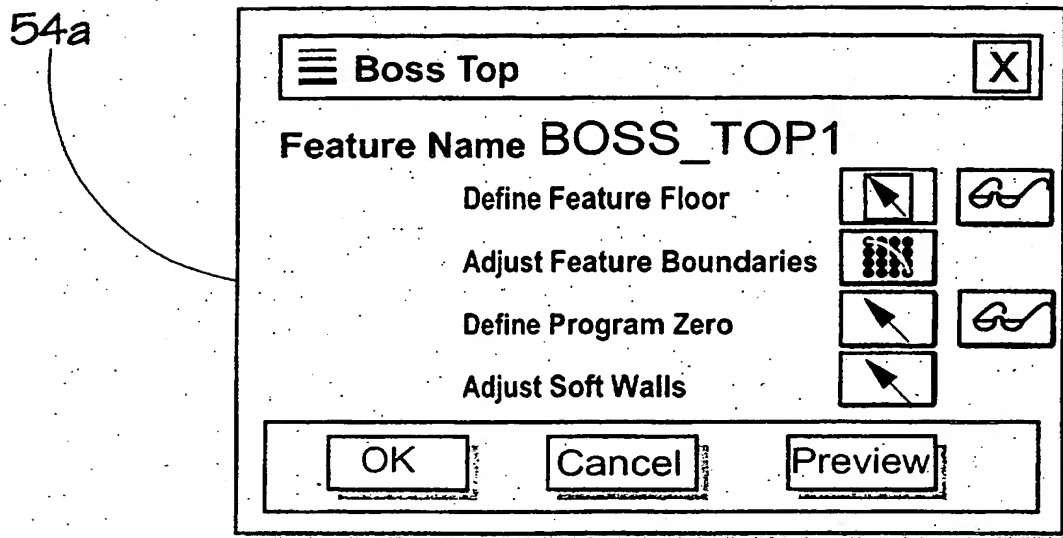 54a
Boss Top X
Feature Name BOSS_TOP1
Define Feature Floor
Adjust Feature Boundaries
Define Program Zero
Adjust Soft Walls
OK Cancel Preview